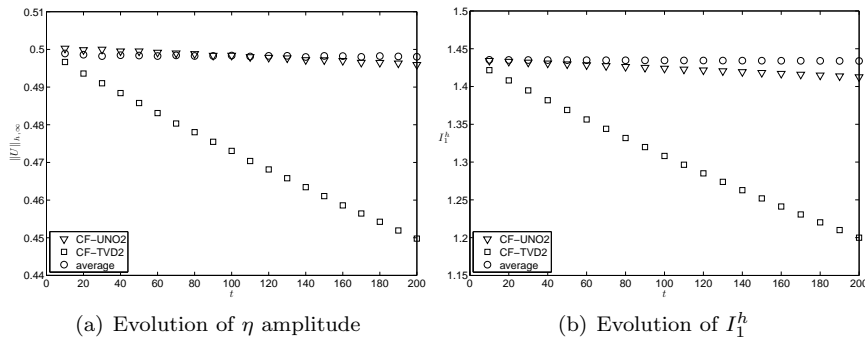 0.51
0.5
0.49
0.48
0.47
0.46
0.45
0.44
‖U‖h,∞
0 20 40 60 80 100 120 140 160 180 200
t
CF−UNO2
CF−TVD2
average
(a) Evolution of η amplitude
1.5
1.45
1.4
1.35
1.3
1.25
1.2
1.15
I₁ʰ
0 20 40 60 80 100 120 140 160 180 200
t
CF−UNO2
CF−TVD2
average
(b) Evolution of I₁ʰ